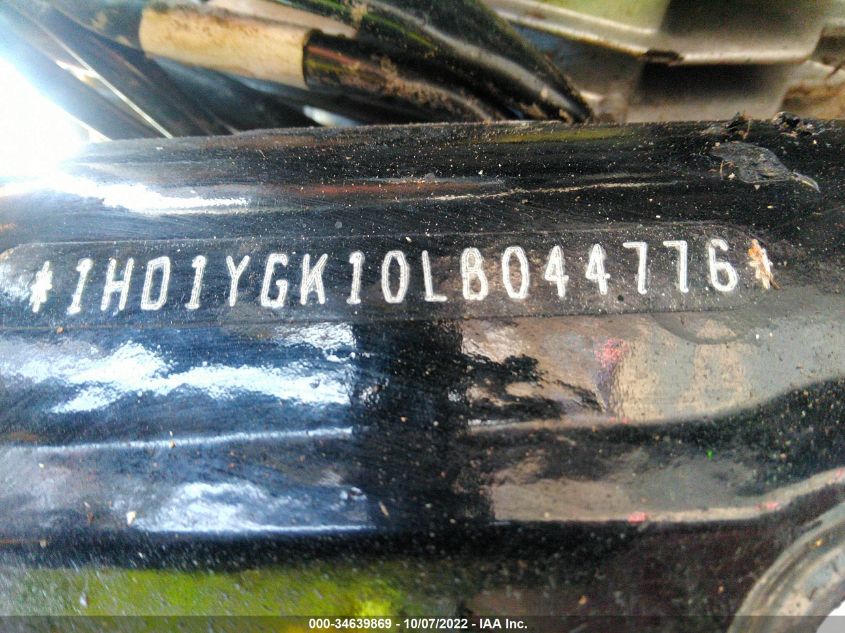 *1HD1YGK10LB044776*
000-34639869 - 10/07/2022 - IAA Inc.